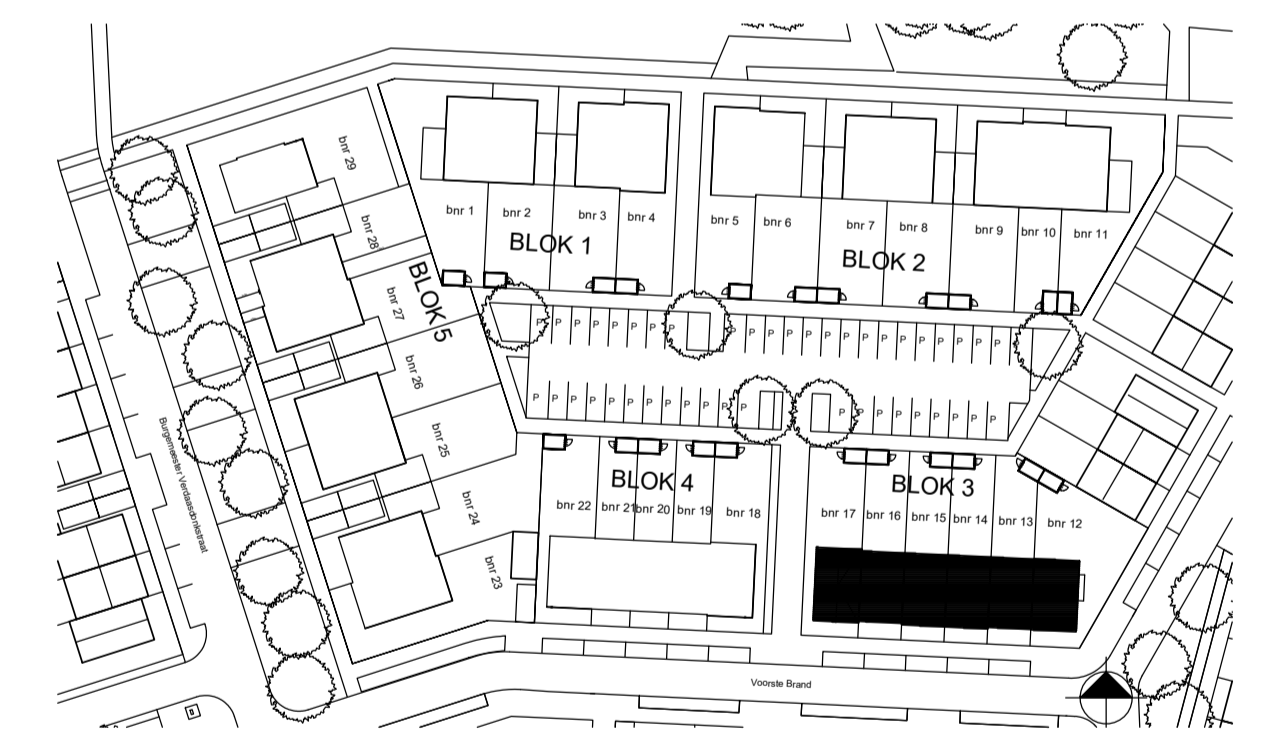 bnr 29
bnr 1
bnr 2
bnr 3
bnr 4
bnr 5
bnr 6
bnr 7
bnr 8
bnr 9
bnr 10
bnr 11
bnr 28
BLOK 1
BLOK 2
BLOK 5
bnr 27
P P P P P P P P
P P P P P P P P P P P P P P P
bnr 26
P P P P P P P P P P P P
P P P P P P P P P
bnr 25
Burgemeester Verdaasdonkstraat
BLOK 4
BLOK 3
bnr 24
bnr 22
bnr 21
bnr 20
bnr 19
bnr 18
bnr 17
bnr 16
bnr 15
bnr 14
bnr 13
bnr 12
bnr 23
Voorste Brand